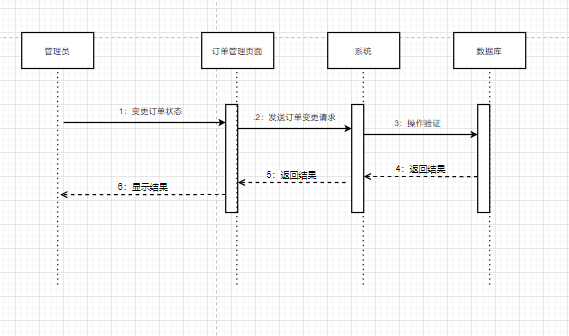 管理员
订单管理页面
系统
数据库
1：变更订单状态
.2：发送订单变更请求
3：操作验证
4：返回结果
5：返回结果
6：显示结果